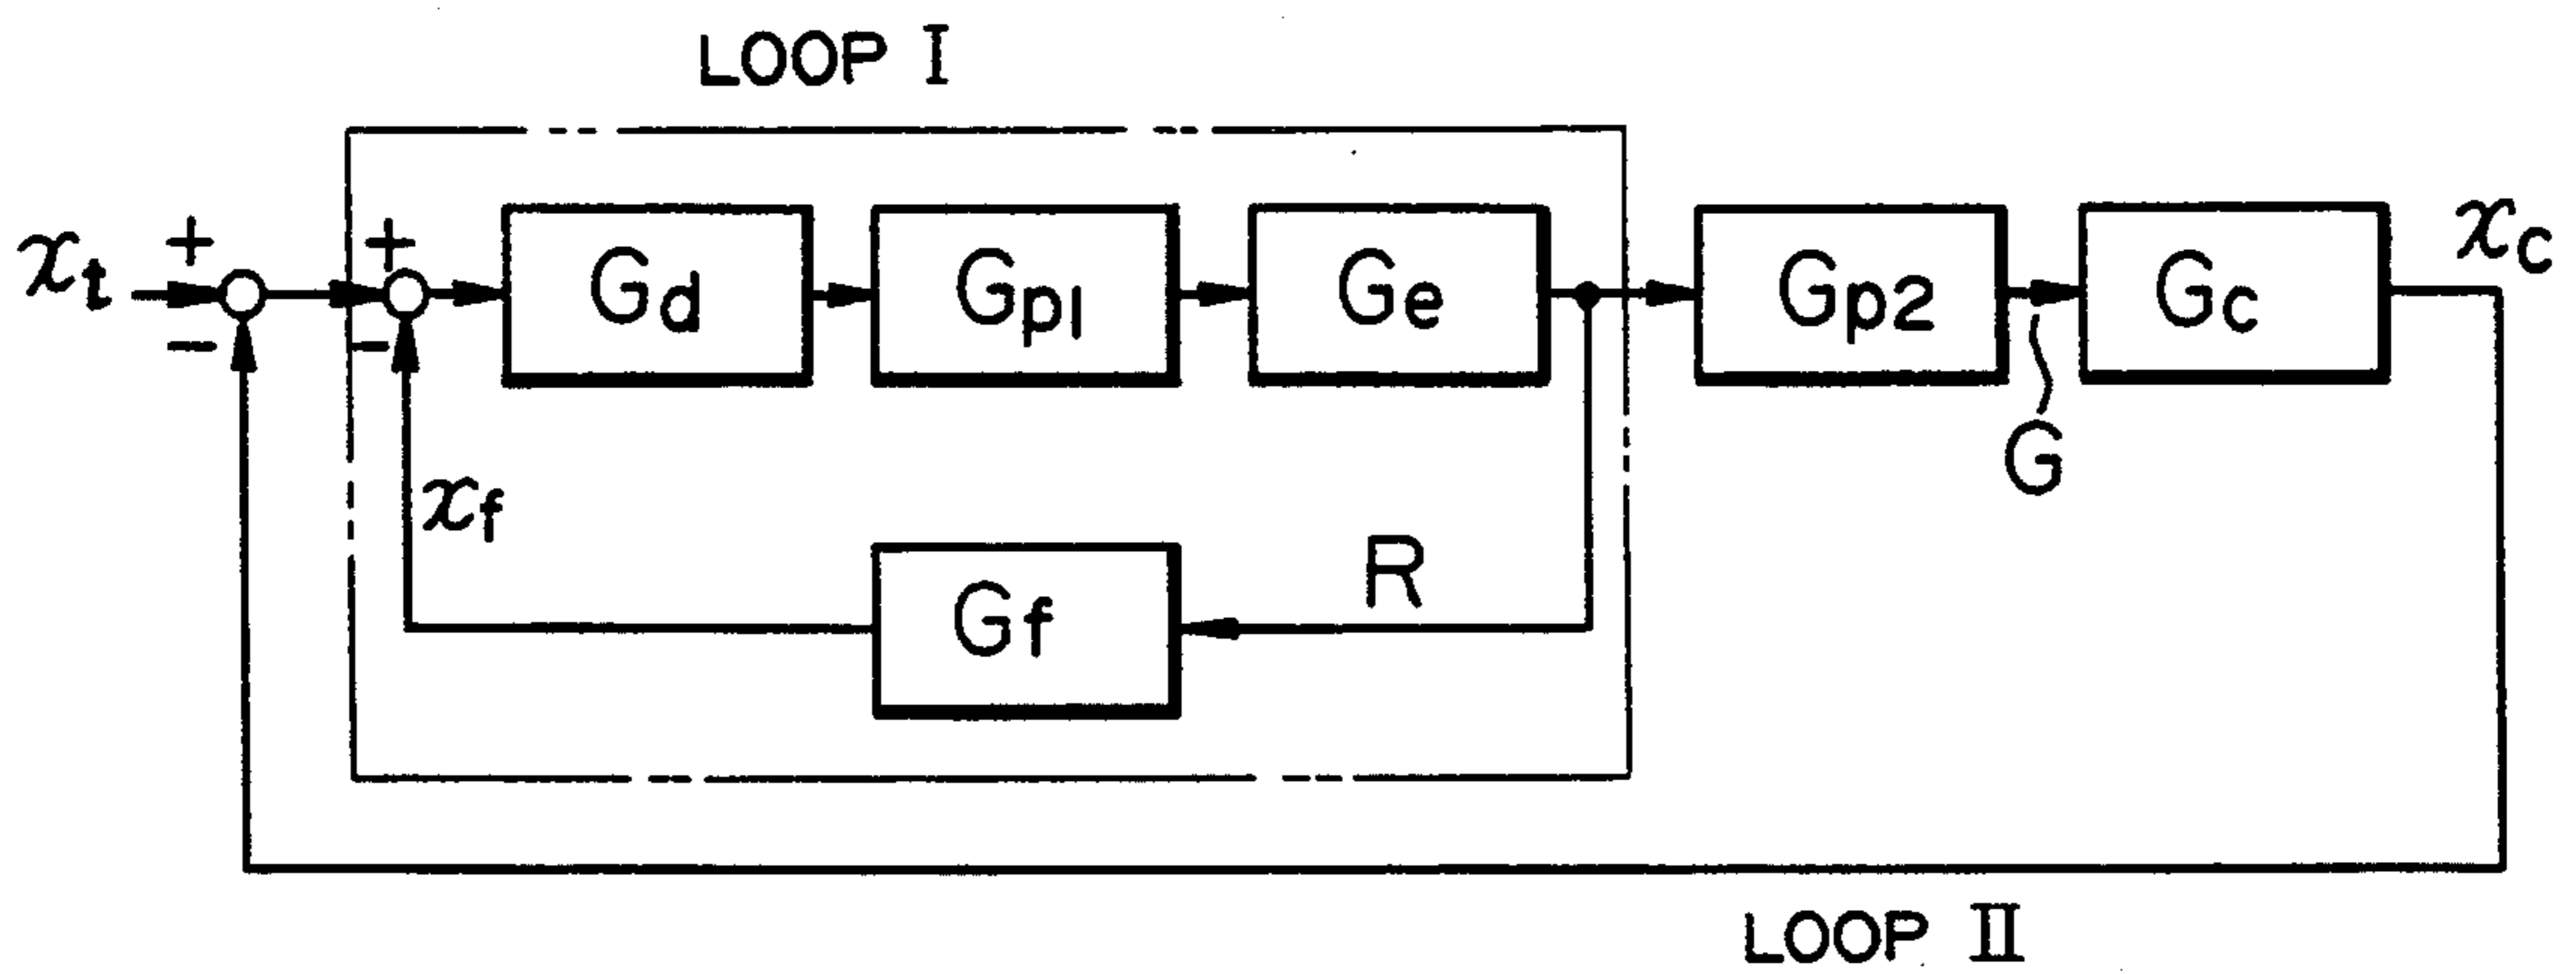 LOOP I
xt
+
−
+
−
Gd
Gp1
Ge
Gp2
Gc
xc
G
xf
R
Gf
LOOP II